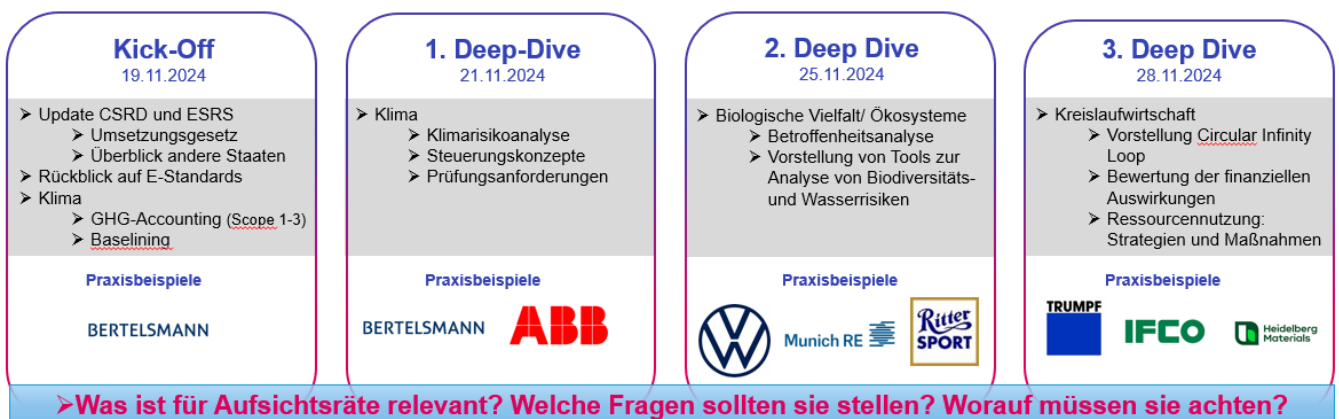 Kick-Off
19.11.2024
➢ Update CSRD und ESRS
➢ Umsetzungsgesetz
➢ Überblick andere Staaten
➢ Rückblick auf E-Standards
➢ Klima
➢ GHG-Accounting (Scope 1-3)
➢ Baselining
Praxisbeispiele
BERTELSMANN
1. Deep-Dive
21.11.2024
➢ Klima
➢ Klimarisikoanalyse
➢ Steuerungskonzepte
➢ Prüfungsanforderungen
Praxisbeispiele
BERTELSMANN
ABB
2. Deep Dive
25.11.2024
➢ Biologische Vielfalt/ Ökosysteme
➢ Betroffenheitsanalyse
➢ Vorstellung von Tools zur
Analyse von Biodiversitäts-
und Wasserrisiken
Praxisbeispiele
VW
Munich RE
Ritter
SPORT
3. Deep Dive
28.11.2024
➢ Kreislaufwirtschaft
➢ Vorstellung Circular Infinity
Loop
➢ Bewertung der finanziellen
Auswirkungen
➢ Ressourcennutzung:
Strategien und Maßnahmen
Praxisbeispiele
TRUMPF
IFCO
Heidelberg
Materials
➢Was ist für Aufsichtsräte relevant? Welche Fragen sollten sie stellen? Worauf müssen sie achten?